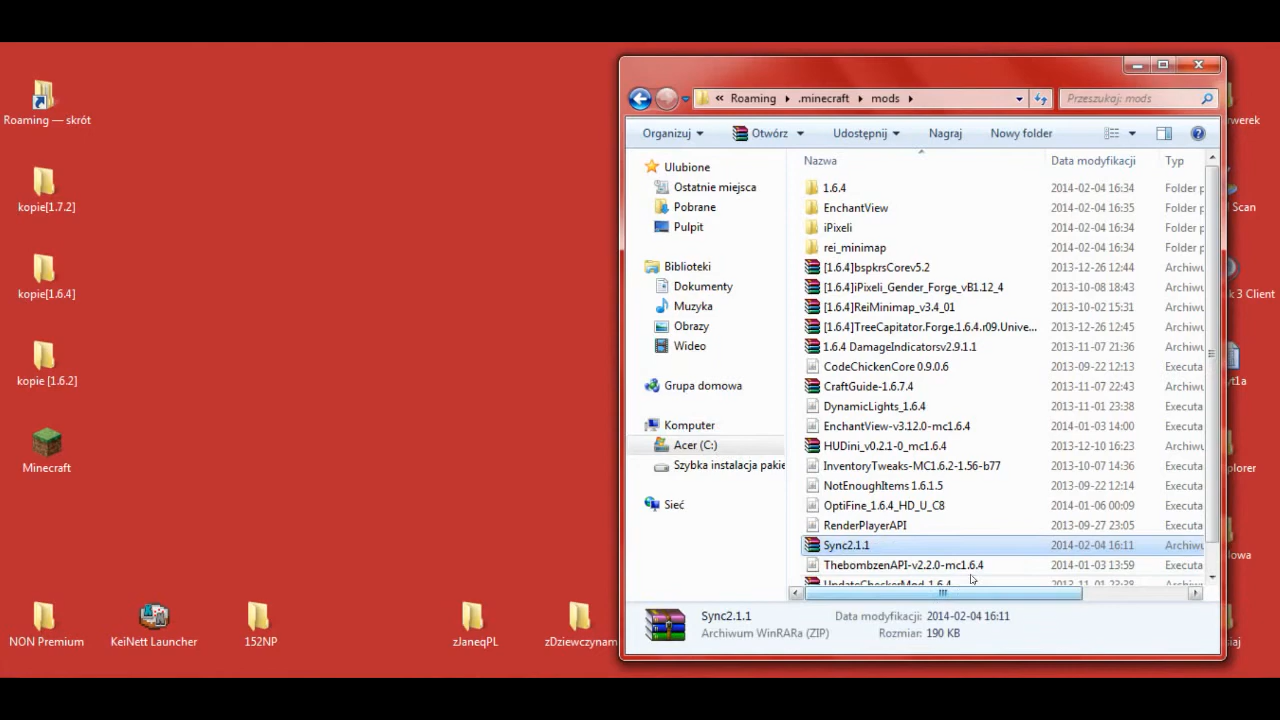 Roaming — skrót
kopie[1.7.2]
kopie[1.6.4]
kopie [1.6.2]
Minecraft
NON Premium
KeiNett Launcher
152NP
zJaneqPL
zDziewczynam
« Roaming .minecraft mods
Przeszukaj: mods
Organizuj Otwórz Udostępnij Nagraj Nowy folder
Ulubione
Ostatnie miejsca
Pobrane
Pulpit
Biblioteki
Dokumenty
Muzyka
Obrazy
Wideo
Grupa domowa
Komputer
Acer (C:)
Szybka instalacja pakie
Sieć
Nazwa Data modyfikacji Typ
1.6.4 2014-02-04 16:34 Folder p
EnchantView 2014-02-04 16:35 Folder p
iPixeli 2014-02-04 16:34 Folder p
rei_minimap 2014-02-04 16:34 Folder p
[1.6.4]bspkrsCorev5.2 2013-12-26 12:44 Archiwu
[1.6.4]iPixeli_Gender_Forge_vB1.12_4 2013-10-08 18:43 Archiwu
[1.6.4]ReiMinimap_v3.4_01 2013-10-02 15:31 Archiwu
[1.6.4]TreeCapitator.Forge.1.6.4.r09.Unive... 2013-12-26 12:45 Archiwu
1.6.4 DamageIndicatorsv2.9.1.1 2013-11-07 21:36 Archiwu
CodeChickenCore 0.9.0.6 2013-09-22 12:13 Executa
CraftGuide-1.6.7.4 2013-11-07 22:43 Archiwu
DynamicLights_1.6.4 2013-11-01 23:38 Executa
EnchantView-v3.12.0-mc1.6.4 2014-01-03 14:00 Executa
HUDini_v0.2.1-0_mc1.6.4 2013-12-10 16:23 Archiwu
InventoryTweaks-MC1.6.2-1.56-b77 2013-10-07 14:36 Executa
NotEnoughItems 1.6.1.5 2013-09-22 12:14 Executa
OptiFine_1.6.4_HD_U_C8 2014-01-06 00:09 Executa
RenderPlayerAPI 2013-09-27 23:05 Executa
Sync2.1.1 2014-02-04 16:11 Archiwu
ThebombzenAPI-v2.2.0-mc1.6.4 2014-01-03 13:59 Executa
UpdateCheckerMod_1.6.4 2013-11-01 23:38 Executa
Sync2.1.1 Data modyfikacji: 2014-02-04 16:11
Archiwum WinRARa (ZIP) Rozmiar: 190 KB
werek
Scan
k 3 Client
yt1a
plorer
lowa
siaj